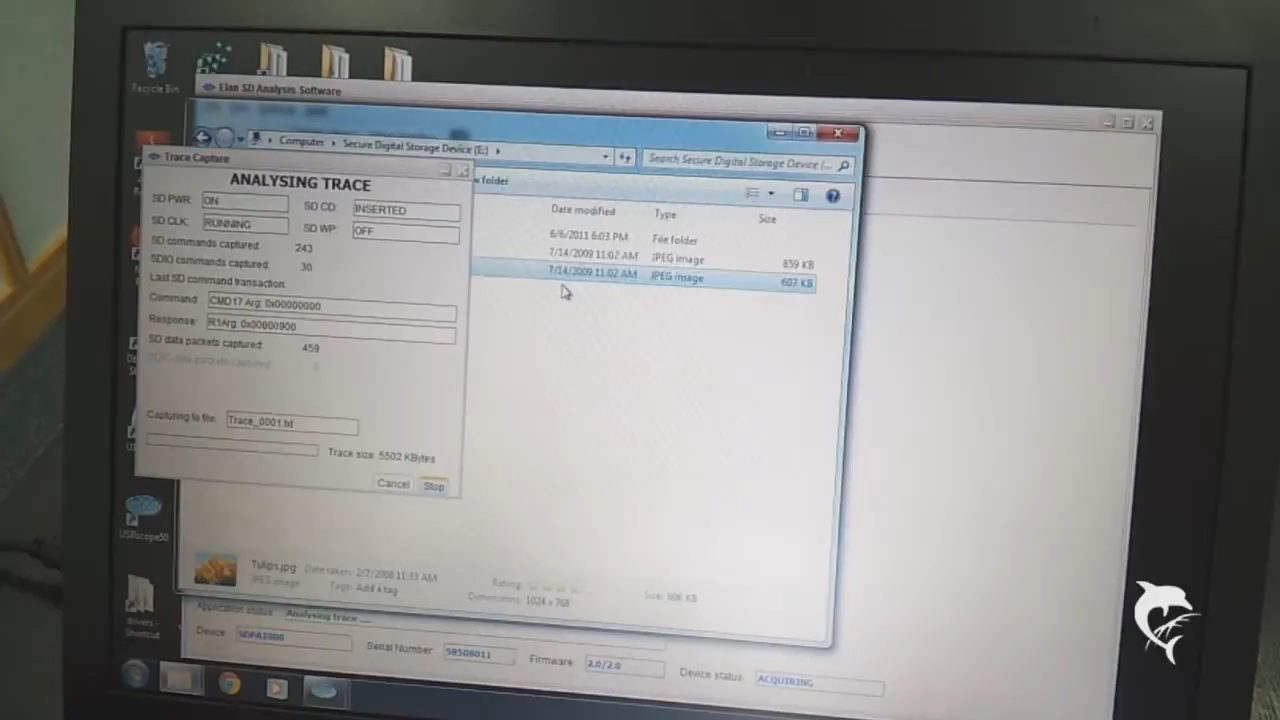 Recycle Bin
Elan SD Analysis Software
Computer
Secure Digital Storage Device (E:)
Search Secure Digital Storage Device (...
Trace Capture
folder
ANALYSING TRACE
SD PWR: ON
SD CD: INSERTED
SD CLK: RUNNING
SD WP: OFF
SD commands captured: 243
SDIO commands captured: 30
Last SD command transaction:
Command: CMD17 Arg: 0x00000000
Response: R1Arg: 0x00000900
SD data packets captured: 459
SDIO data packets captured:
Capturing to file: Trace_0001.txt
Trace size: 5502 KBytes
Cancel
Stop
Date modified
Type
Size
6/6/2011 6:03 PM
File folder
7/14/2009 11:02 AM
JPEG image
859 KB
7/14/2009 11:02 AM
JPEG image
607 KB
USBscope50
drivers -
Shortcut
Tulips.jpg
Date taken: 2/7/2008 11:33 AM
Rating:
JPEG image
Tags: Add a tag
Dimensions: 1024 x 768
Size: 606 KB
Application status
Analysing trace ....
Device
SDPA1000
Serial Number
58508011
Firmware
2.0/2.0
Device status
ACQUIRING